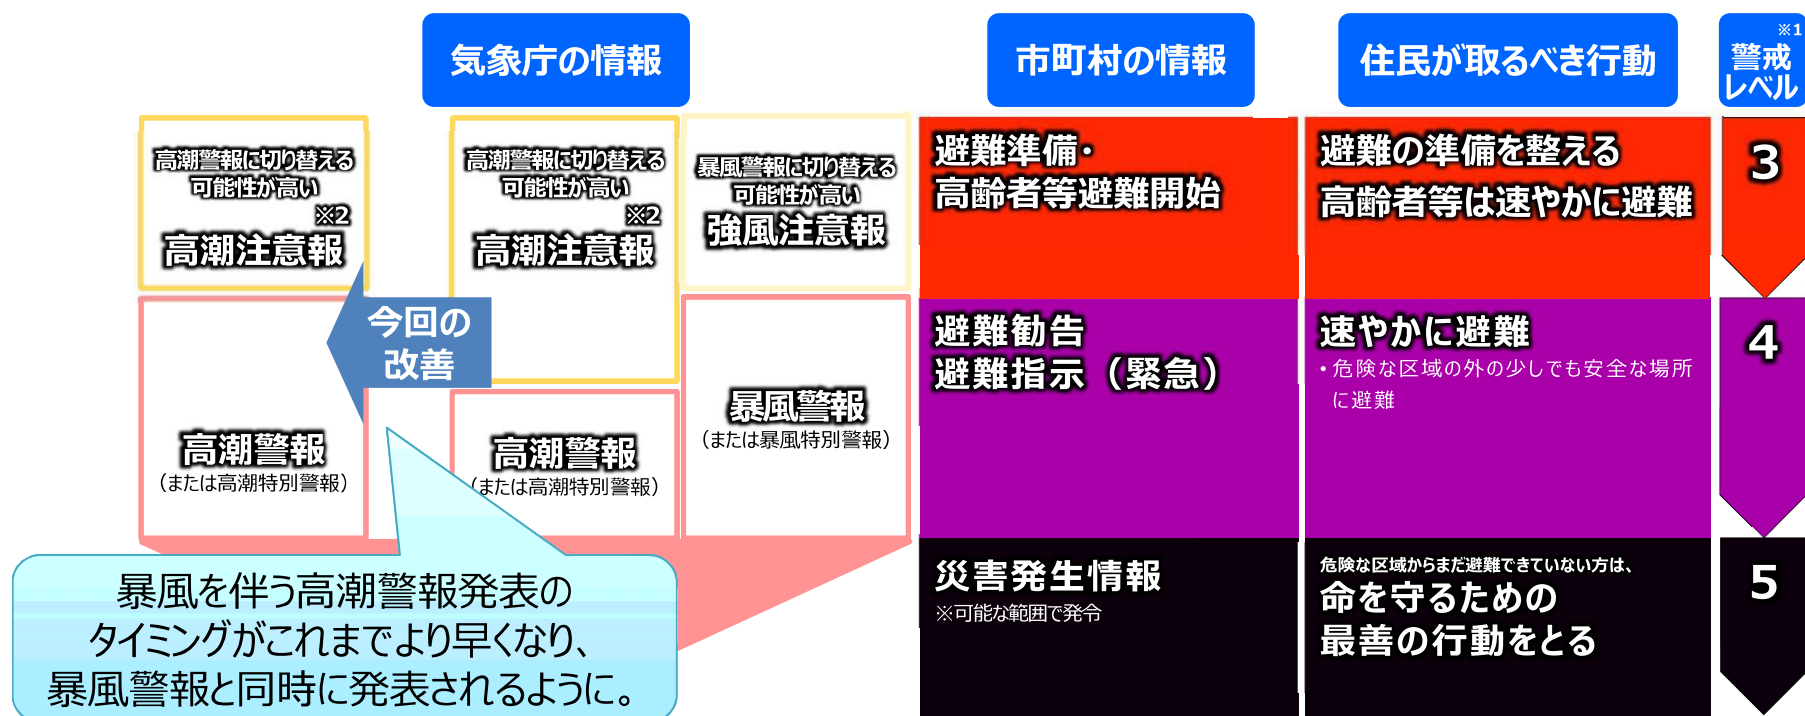 気象庁の情報
市町村の情報
住民が取るべき行動
※1
警戒
レベル
高潮警報に切り替える
可能性が高い
※2
高潮注意報
高潮警報に切り替える
可能性が高い
※2
高潮注意報
暴風警報に切り替える
可能性が高い
強風注意報
避難準備・
高齢者等避難開始
避難の準備を整える
高齢者等は速やかに避難
3
今回の
改善
高潮警報
（または高潮特別警報）
高潮警報
（または高潮特別警報）
暴風警報
（または暴風特別警報）
避難勧告
避難指示（緊急）
速やかに避難
・危険な区域の外の少しでも安全な場所
に避難
4
暴風を伴う高潮警報発表の
タイミングがこれまでより早くなり、
暴風警報と同時に発表されるように。
災害発生情報
※可能な範囲で発令
危険な区域からまだ避難できていない方は、
命を守るための
最善の行動をとる
5